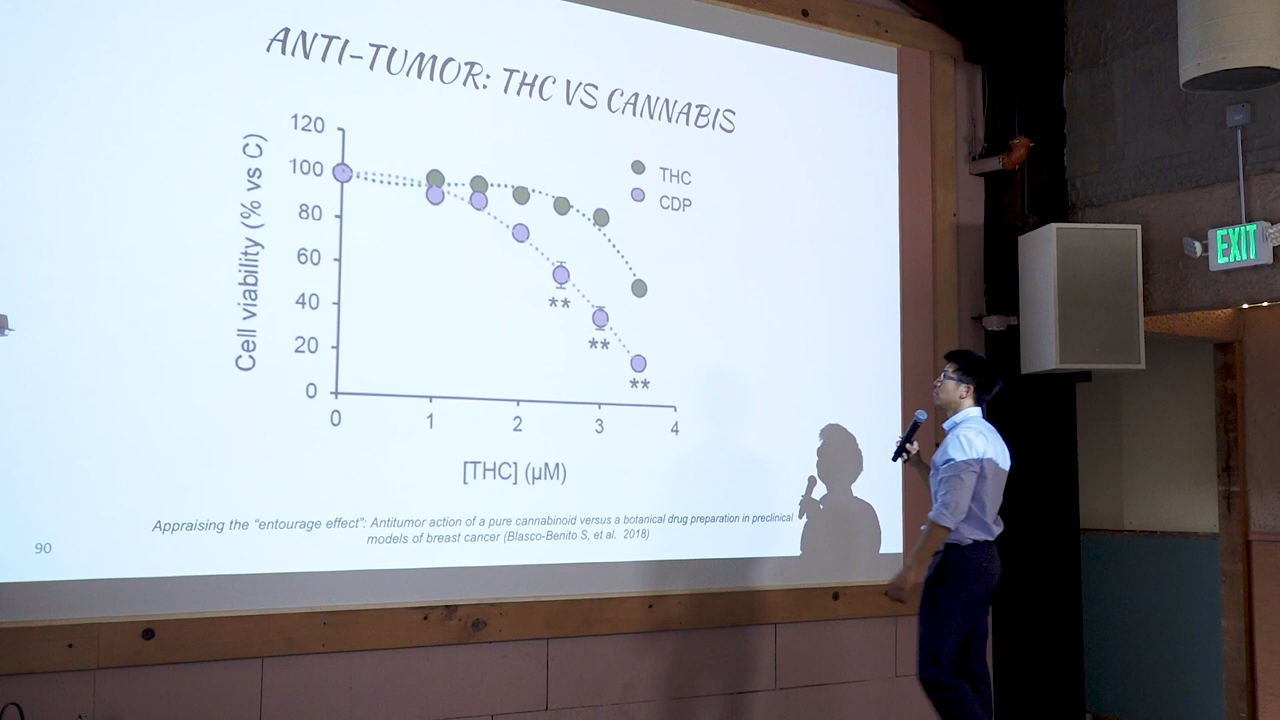 ANTI-TUMOR: THC VS CANNABIS
Cell viability (% vs C)
120
100
80
60
40
20
0
THC
CDP
**
**
**
0 1 2 3 4
[THC] (µM)
Appraising the “entourage effect”: Antitumor action of a pure cannabinoid versus a botanical drug preparation in preclinical
models of breast cancer (Blasco-Benito S, et al. 2018)
90
EXIT